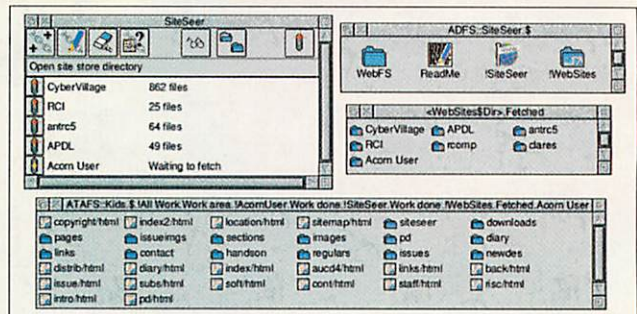 SiteSeer
Open site store directory
CyberVillage 862 files
RCI 25 files
antrc5 64 files
APDL 49 files
Acorn User Waiting to fetch
ADFS::SiteSeer.$
WebFS ReadMe !SiteSeer !WebSites
<WebSites$Dir>.Fetched
CyberVillage APDL antrc5
RCI rcomp clares
Acorn User
ATAFS::Kids.$.!All Work.Work area.!AcornUser.Work done.!SiteSeer.Work done.!WebSites.Fetched.Acorn User
copyright/html index2/html location/html sitemap/html siteseer downloads
pages issueimgs sections images pd diary
links contact handson regulars issues newdes
distrib/html diary/html index/html aucd4/html links/html back/html
issue/html subs/html soft/html cont/html staff/html risc/html
intro/html pd/html